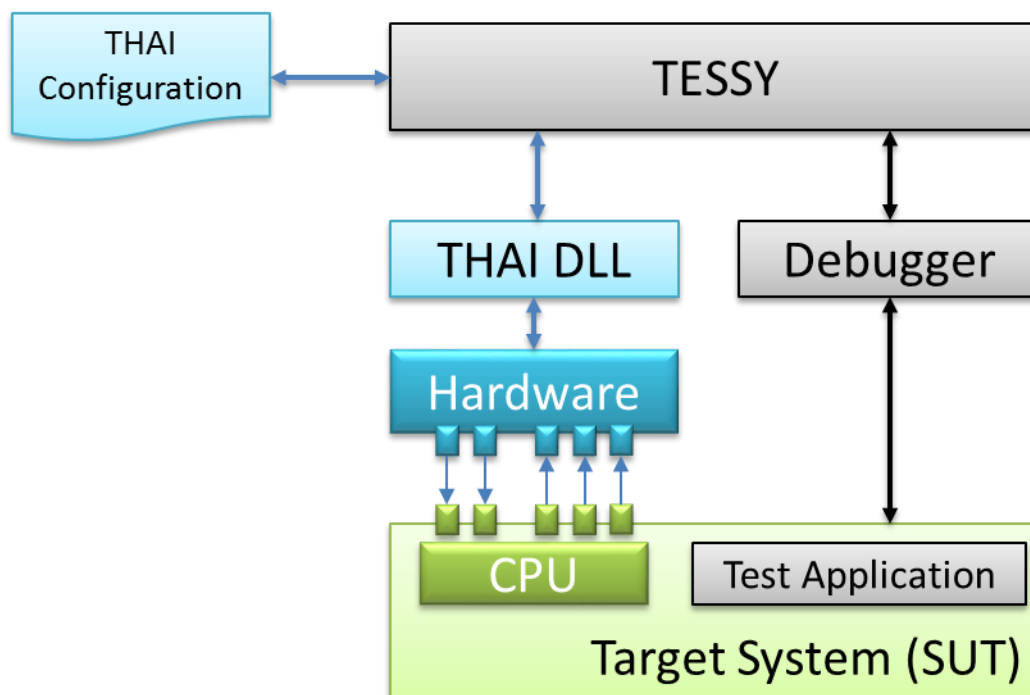 THAI
Configuration
TESSY
THAI DLL
Debugger
Hardware
CPU
Test Application
Target System (SUT)